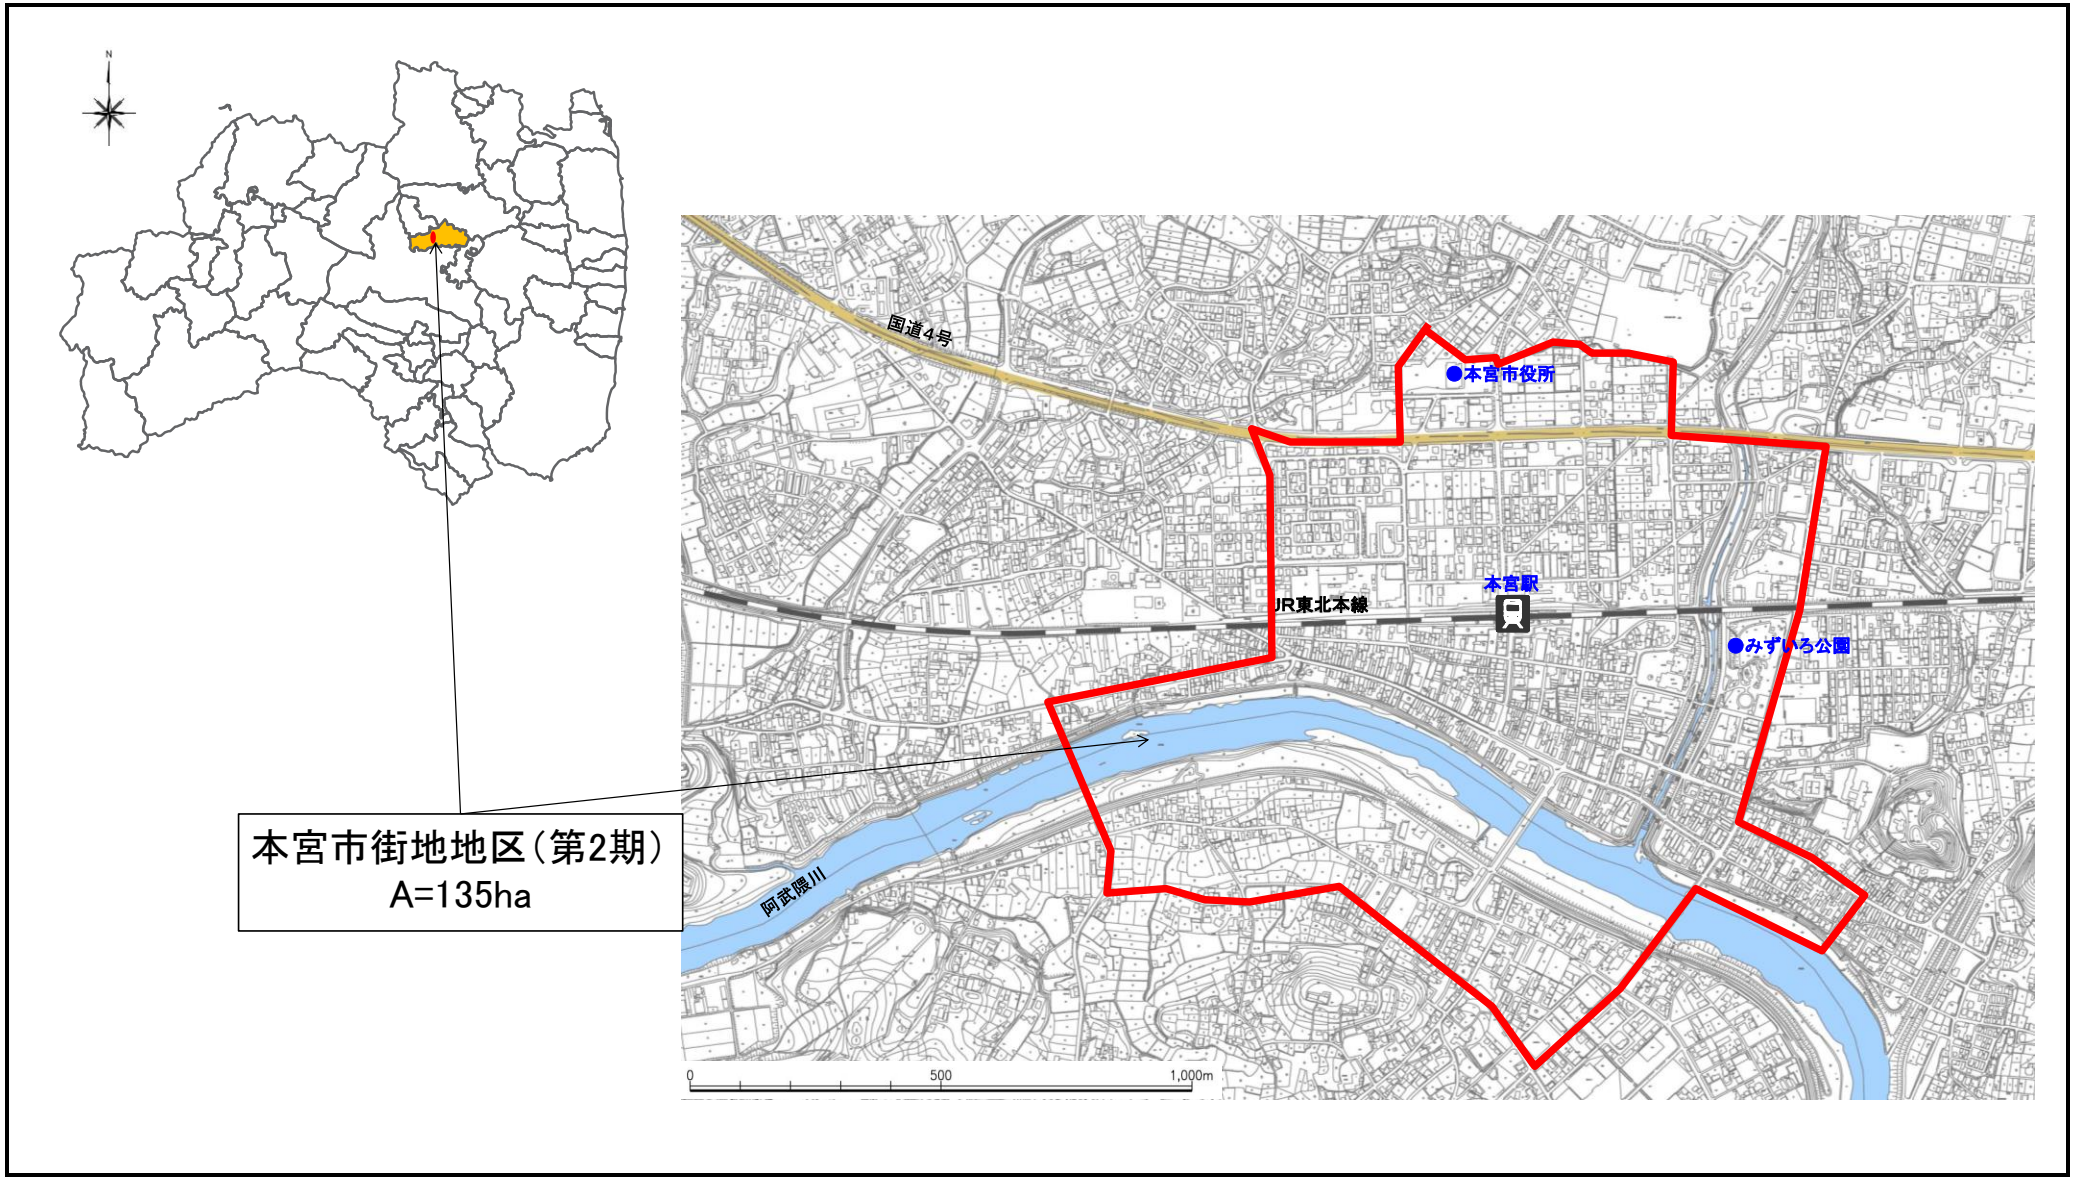 N
国道4号
●本宮市役所
本宮駅
JR東北本線
●みずいろ公園
本宮市街地地区(第2期)
A=135ha
阿武隈川
0 500 1,000m